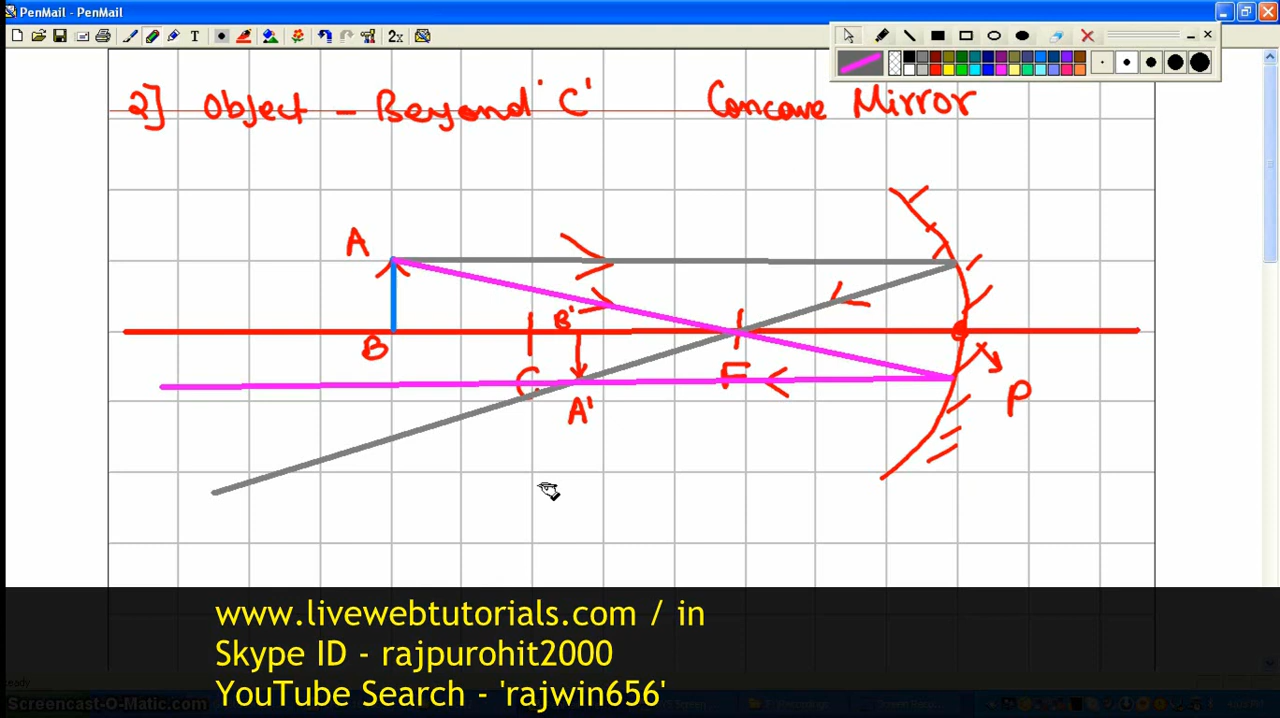 PenMail - PenMail
T 2x
2] Object - Beyond 'C' Concave Mirror
A
B'
B
C
F
A'
P
www.livewebtutorials.com / in
Skype ID - rajpurohit2000
YouTube Search - 'rajwin656'
Screencast-O-Matic.com